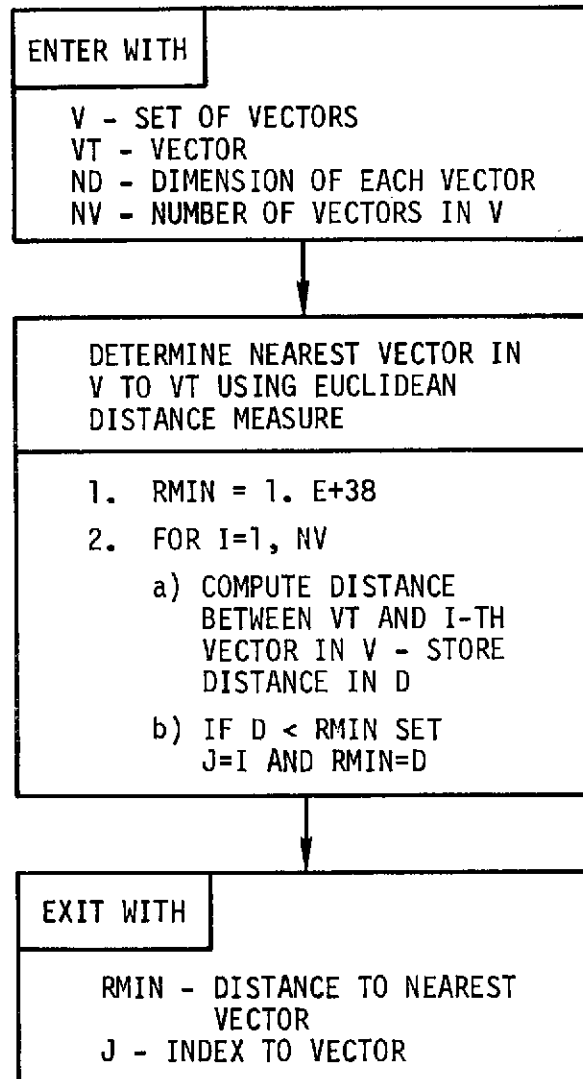 ENTER WITH
V - SET OF VECTORS
VT - VECTOR
ND - DIMENSION OF EACH VECTOR
NV - NUMBER OF VECTORS IN V
DETERMINE NEAREST VECTOR IN
V TO VT USING EUCLIDEAN
DISTANCE MEASURE
1. RMIN = 1. E+38
2. FOR I=1, NV
a) COMPUTE DISTANCE
BETWEEN VT AND I-TH
VECTOR IN V - STORE
DISTANCE IN D
b) IF D < RMIN SET
J=I AND RMIN=D
EXIT WITH
RMIN - DISTANCE TO NEAREST
VECTOR
J - INDEX TO VECTOR